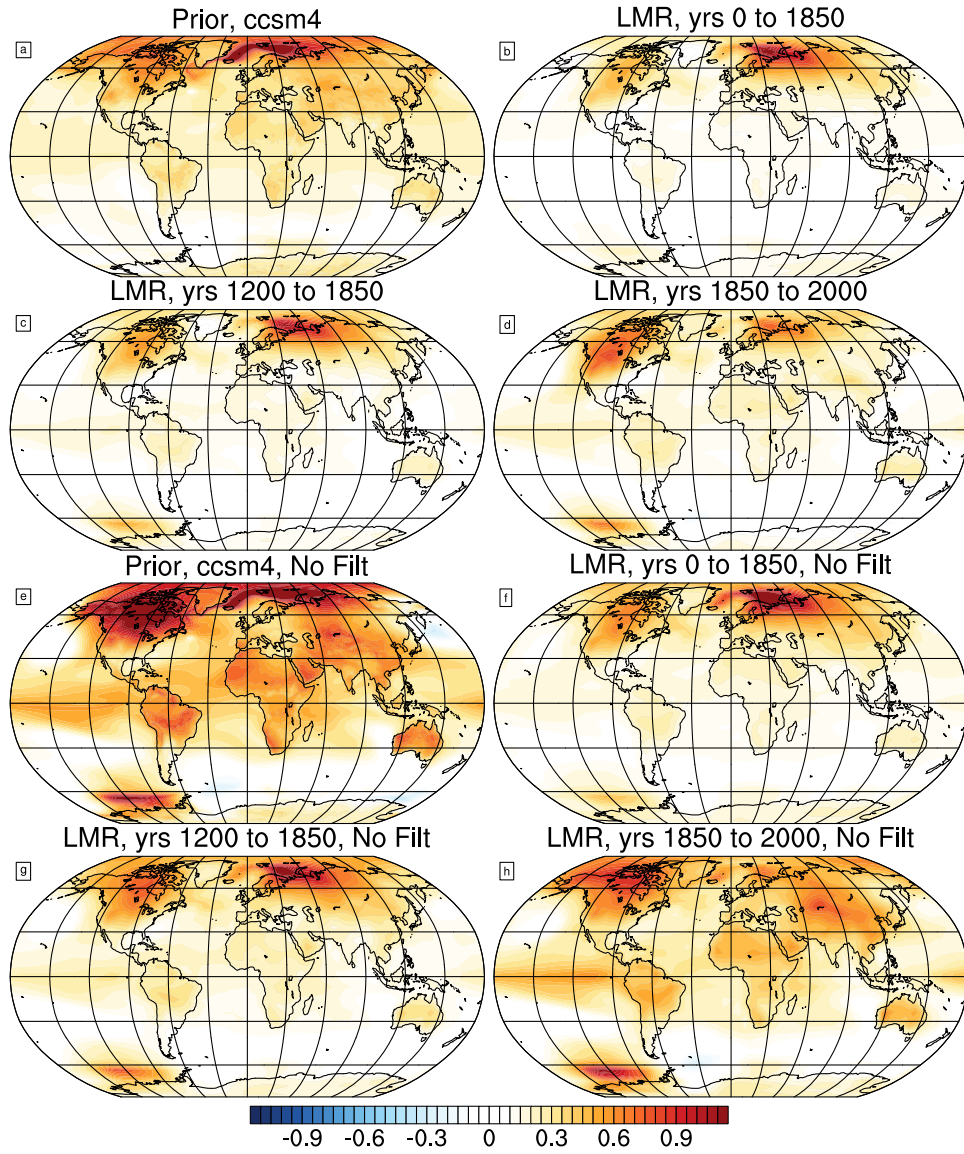 Prior, ccsm4
LMR, yrs 0 to 1850
a
b
LMR, yrs 1200 to 1850
LMR, yrs 1850 to 2000
c
d
Prior, ccsm4, No Filt
LMR, yrs 0 to 1850, No Filt
e
f
LMR, yrs 1200 to 1850, No Filt
LMR, yrs 1850 to 2000, No Filt
g
h
-0.9 -0.6 -0.3 0 0.3 0.6 0.9